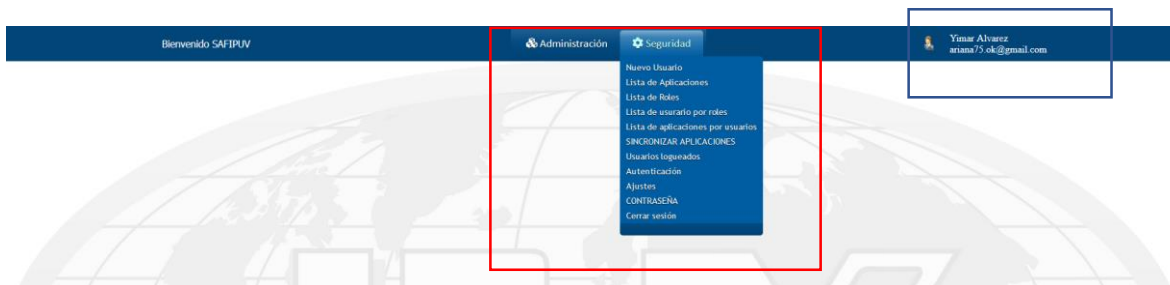 Bienvenido SAFIPUV
Administración
Seguridad
Yimar Alvarez
ariana75.ok@gmail.com
Nuevo Usuario
Lista de Aplicaciones
Lista de Roles
Lista de usurario por roles
Lista de aplicaciones por usuarios
SINCRONIZAR APLICACIONES
Usuarios logueados
Autenticación
Ajustes
CONTRASEÑA
Cerrar sesión